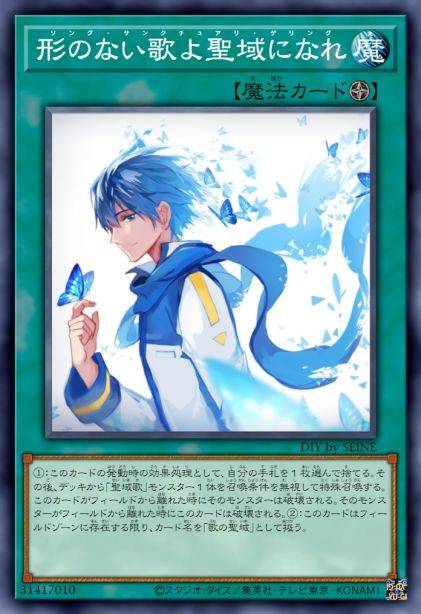 ソング・サンクチュアリ・ゲリング
形のない歌よ聖域になれ 魔
【魔法カード】
DIY by SEINE
①:このカードの発動時の効果処理として、自分の手札を1枚選んで捨てる。そ
の後、デッキから「聖域歌」モンスター1体を召喚条件を無視して特殊召喚する。
このカードがフィールドから離れた時にそのモンスターは破壊される。そのモンス
ターがフィールドから離れた時にこのカードは破壊される。②:このカードはフィー
ルドゾーンに存在する限り、カード名を「歌の聖域」として扱う。
31417010
©スタジオ・ダイス/集英社・テレビ東京・KONAMI